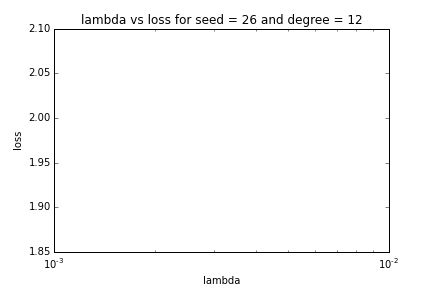 lambda vs loss for seed = 26 and degree = 12
2.10
2.05
2.00
1.95
1.90
1.85
loss
10⁻³
10⁻²
lambda